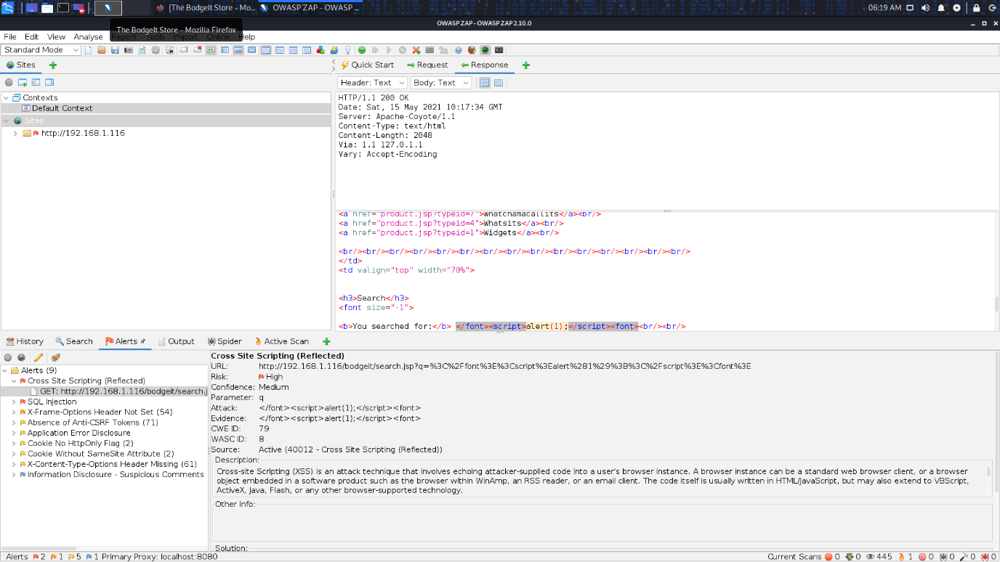 [The BodgeIt Store - Mo...
OWASP ZAP - OWASP ...
06:19 AM
The BodgeIt Store - Mozilla Firefox
OWASP ZAP - OWASP ZAP 2.10.0
File Edit View Analyse Report Tools Import Online Help
Standard Mode
Sites
Quick Start Request Response
Header: Text Body: Text
Contexts
Default Context
Sites
http://192.168.1.116
HTTP/1.1 200 OK
Date: Sat, 15 May 2021 10:17:34 GMT
Server: Apache-Coyote/1.1
Content-Type: text/html
Content-Length: 2048
Via: 1.1 127.0.1.1
Vary: Accept-Encoding
<a href="product.jsp?typeid=7">Whatchamacallits</a><br/>
<a href="product.jsp?typeid=4">Whatsits</a><br/>
<a href="product.jsp?typeid=1">Widgets</a><br/>
<br/><br/><br/><br/><br/><br/><br/><br/><br/><br/><br/><br/><br/><br/><br/>
</td>
<td valign="top" width="70%">
<h3>Search</h3>
<font size="-1">
<b>You searched for:</b> </font><script>alert(1);</script><font><br/><br/>
History Search Alerts Output Spider Active Scan
Alerts (9)
Cross Site Scripting (Reflected)
GET: http://192.168.1.116/bodgeit/search.j
SQL Injection
X-Frame-Options Header Not Set (54)
Absence of Anti-CSRF Tokens (71)
Application Error Disclosure
Cookie No HttpOnly Flag (2)
Cookie Without SameSite Attribute (2)
X-Content-Type-Options Header Missing (61)
Information Disclosure - Suspicious Comments
Cross Site Scripting (Reflected)
URL: http://192.168.1.116/bodgeit/search.jsp?q=%3C%2Ffont%3E%3Cscript%3Ealert%281%29%3B%3C%2Fscript%3E%3Cfont%3E
Risk: High
Confidence: Medium
Parameter: q
Attack: </font><script>alert(1);</script><font>
Evidence: </font><script>alert(1);</script><font>
CWE ID: 79
WASC ID: 8
Source: Active (40012 - Cross Site Scripting (Reflected))
Description:
Cross-site Scripting (XSS) is an attack technique that involves echoing attacker-supplied code into a user's browser instance. A browser instance can be a standard web browser client, or a browser
object embedded in a software product such as the browser within WinAmp, an RSS reader, or an email client. The code itself is usually written in HTML/JavaScript, but may also extend to VBScript,
ActiveX, Java, Flash, or any other browser-supported technology.
Other Info:
Solution:
Alerts 2 1 5 1 Primary Proxy: localhost:8080
Current Scans 0 0 445 1 0 0 0 0